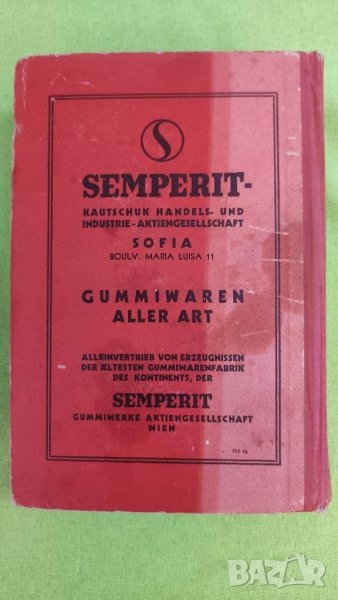 SEMPERIT-
KAUTSCHUK HANDELS- UND
INDUSTRIE-AKTIENGESELLSCHAFT
SOFIA
BOULV. MARIA LUISA 11
GUMMIWAREN
ALLER ART
ALLEINVERTRIEB VON ERZEUGNISSEN
DER ÄLTESTEN GUMMIWARENFABRIK
DES KONTINENTS, DER
SEMPERIT
GUMMIWERKE AKTIENGESELLSCHAFT
WIEN
BAZAR